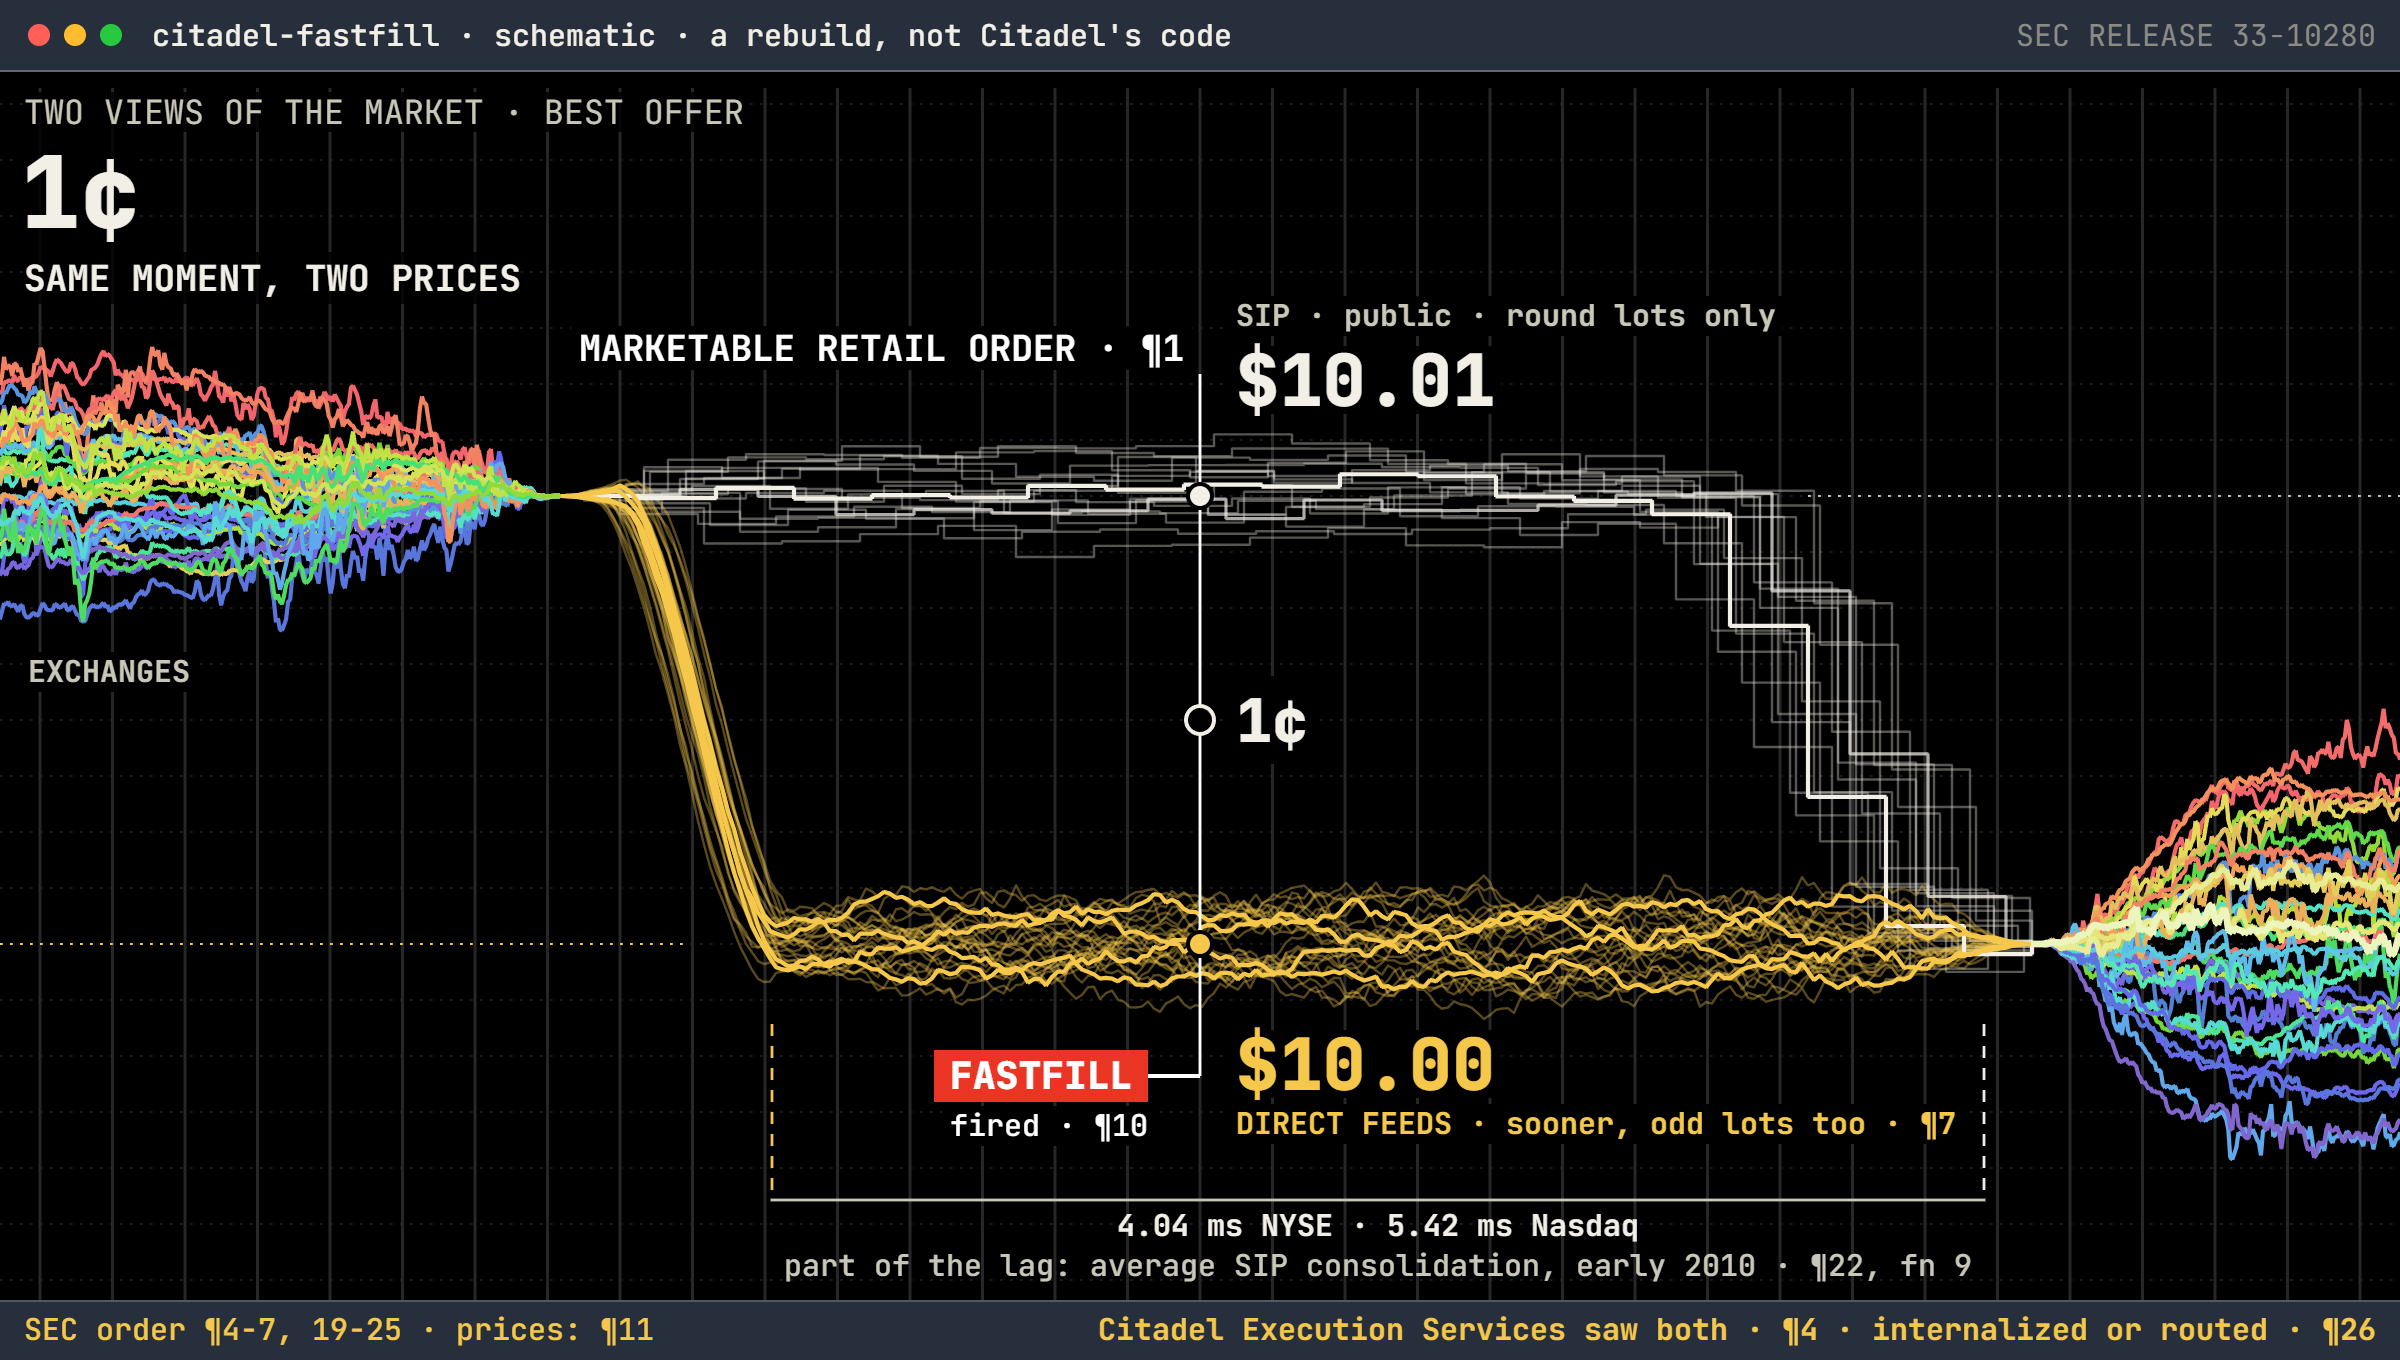 citadel-fastfill · schematic · a rebuild, not Citadel's code
SEC RELEASE 33-10280
TWO VIEWS OF THE MARKET · BEST OFFER
1¢
SAME MOMENT, TWO PRICES
MARKETABLE RETAIL ORDER · ¶1
SIP · public · round lots only
$10.01
EXCHANGES
1¢
FASTFILL
fired · ¶10
$10.00
DIRECT FEEDS · sooner, odd lots too · ¶7
4.04 ms NYSE · 5.42 ms Nasdaq
part of the lag: average SIP consolidation, early 2010 · ¶22, fn 9
SEC order ¶4-7, 19-25 · prices: ¶11
Citadel Execution Services saw both · ¶4 · internalized or routed · ¶26